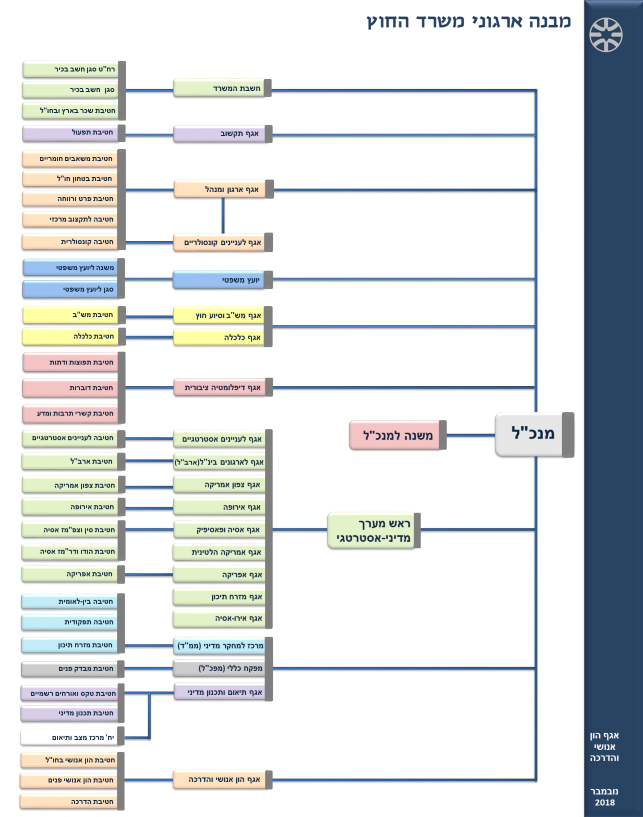 מבנה ארגוני משרד החוץ
חשבת המשרד
רח"ט סגן חשב בכיר
סגן חשב בכיר
חטיבת שכר בארץ ובחו"ל
אגף תקשוב
חטיבת תפעול
אגף ארגון ומנהל
חטיבת משאבים חומריים
חטיבת בטחון חו"ל
חטיבת פרט ורווחה
חטיבה לתקצוב מרכזי
אגף לעניינים קונסולריים
חטיבה קונסולרית
יועץ משפטי
משנה ליועץ משפטי
סגן ליועץ משפטי
אגף מש"ב וסיוע חוץ
חטיבת מש"ב
אגף כלכלה
חטיבת כלכלה
אגף דיפלומטיה ציבורית
חטיבת תפוצות ודתות
חטיבת דוברות
חטיבת קשרי תרבות ומדע
מנכ"ל
משנה למנכ"ל
ראש מערך
מדיני-אסטרטגי
אגף לעניינים אסטרטגיים
חטיבה לעניינים אסטרטגיים
אגף לארגונים בינ"ל(ארב"ל)
חטיבת ארב"ל
אגף צפון אמריקה
חטיבת צפון אמריקה
אגף אירופה
חטיבת אירופה
אגף אסיה ופאסיפיק
חטיבת סין וצפ"מז אסיה
אגף אמריקה הלטינית
חטיבת הודו ודר"מז אסיה
אגף אפריקה
חטיבת אפריקה
אגף מזרח תיכון
אגף אירו-אסיה
מרכז למחקר מדיני (ממ"ד)
חטיבה בין-לאומית
חטיבה תפקודית
חטיבת מזרח תיכון
מפקח כללי (מפכ"ל)
חטיבת מבדק פנים
אגף תיאום ותכנון מדיני
חטיבת טקס ואורחים רשמיים
חטיבת תכנון מדיני
יח' מרכז מצב ותיאום
אגף הון אנושי והדרכה
חטיבת הון אנושי בחו"ל
חטיבת הון אנושי פנים
חטיבת הדרכה
אגף הון
אנושי
והדרכה
נובמבר
2018